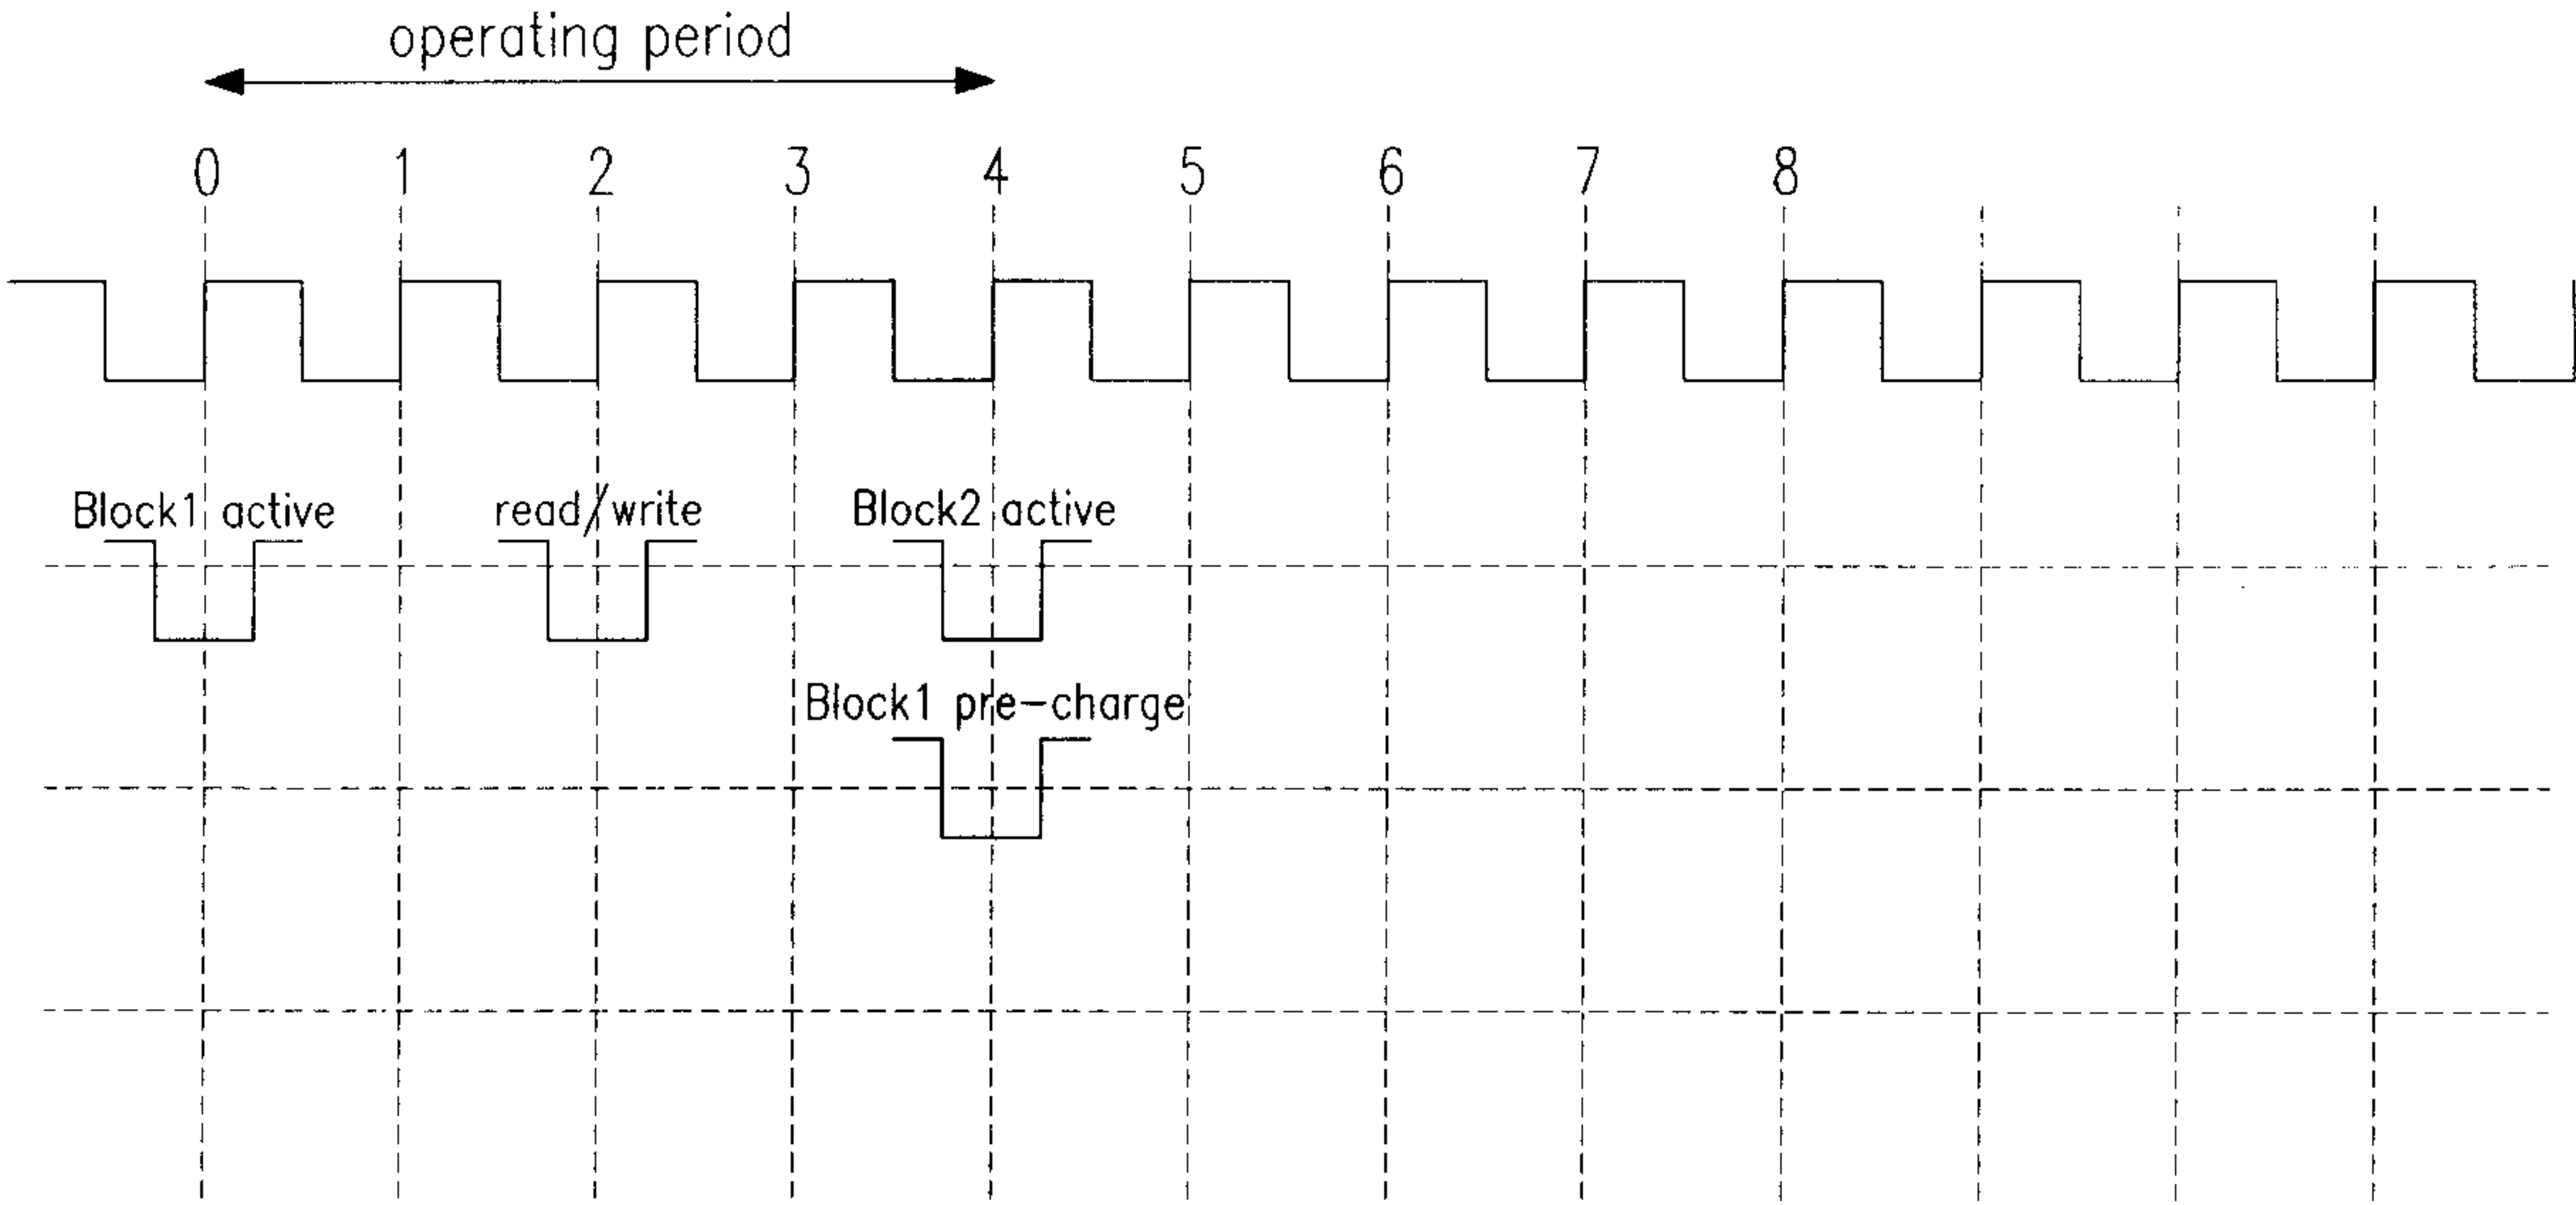 operating period
0 1 2 3 4 5 6 7 8
Block1 active read/write Block2 active
Block1 pre-charge